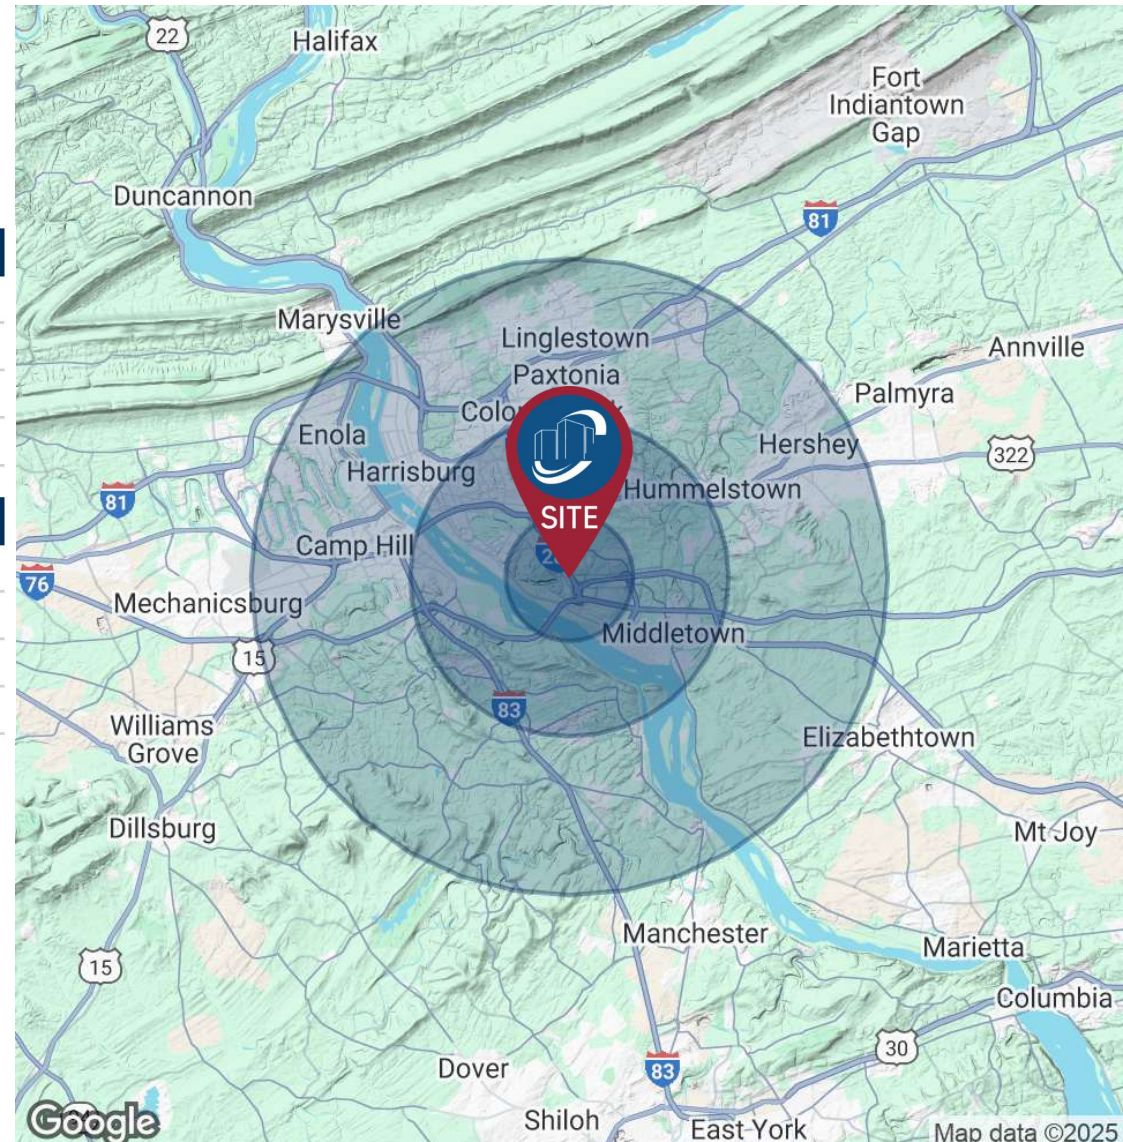 22
Halifax
Fort
Indiantown
Gap
Duncannon
81
Marysville
Linglestown
Annville
Paxtonia
Palmyra
Enola
Hershey
Harrisburg
322
Hummelstown
81
SITE
Camp Hill
76
Mechanicsburg
Middletown
15
83
Williams
Grove
Elizabethtown
Dillsburg
Mt Joy
Manchester
Marietta
15
Columbia
30
Dover
83
Shiloh
East York
Google
Map data ©2025